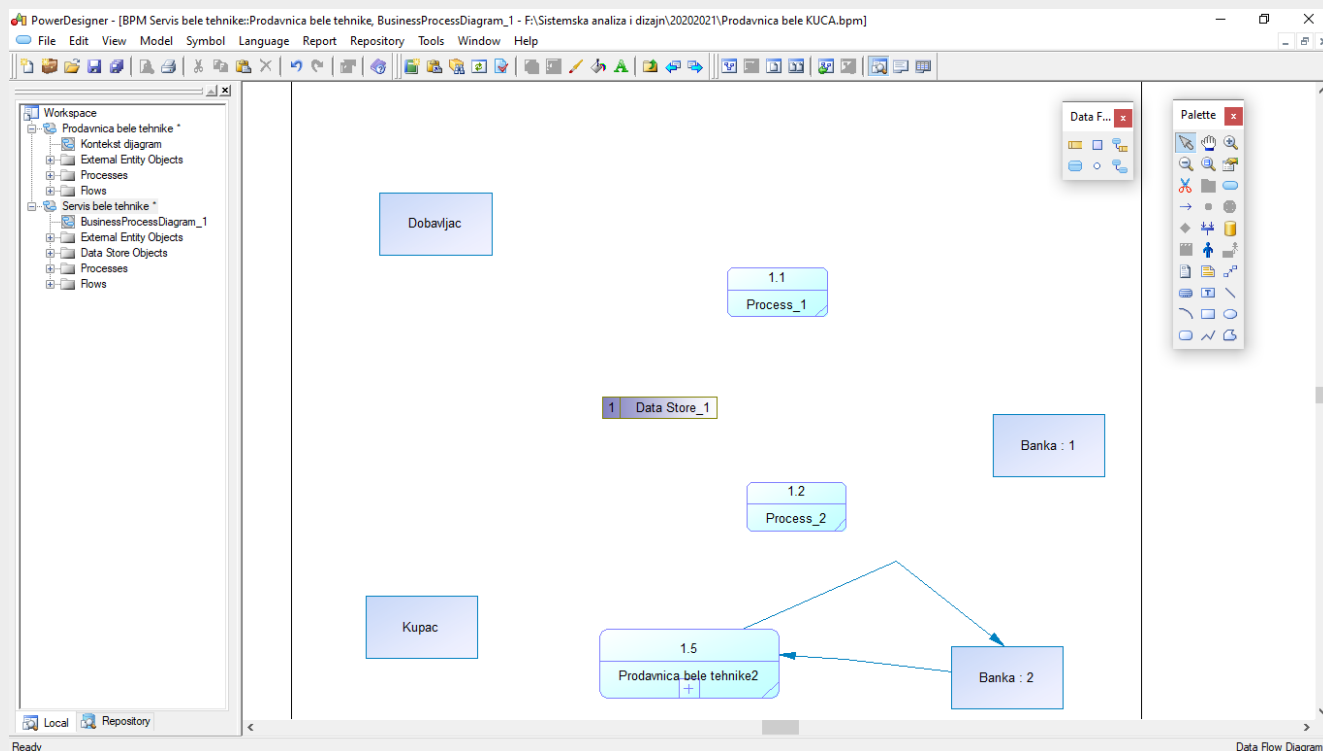 PowerDesigner - [BPM Servis bele tehnike::Prodavnica bele tehnike, BusinessProcessDiagram_1 - F:\Sistemska analiza i dizajn\20202021\Prodavnica bele KUCA.bpm]
File Edit View Model Symbol Language Report Repository Tools Window Help
Workspace
Prodavnica bele tehnike *
Kontekst dijagram
External Entity Objects
Processes
Flows
Servis bele tehnike *
BusinessProcessDiagram_1
External Entity Objects
Data Store Objects
Processes
Flows
Local Repository
Dobavljac
1.1
Process_1
1 Data Store_1
Banka : 1
1.2
Process_2
Kupac
1.5
Prodavnica bele tehnike2
Banka : 2
Data F...
Palette
Ready
Data Flow Diagram